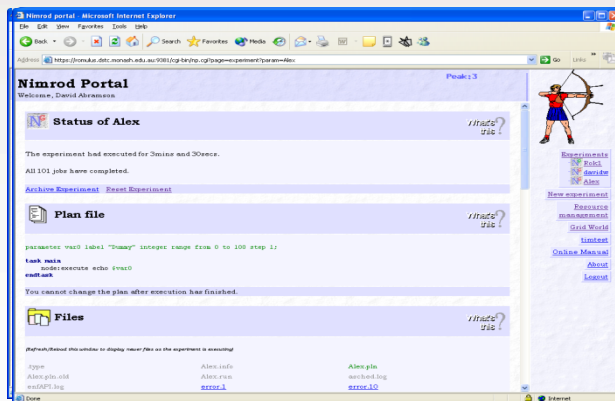 Nimrod portal - Microsoft Internet Explorer
File Edit View Favorites Tools Help
Back Search Favorites Media
Address https://romulus.dstc.monash.edu.au:9081/cgi-bin/np.cgi?page=experiment?param=Alex Go Links
Nimrod Portal
Welcome, David Abramson
Peak:3
Status of Alex
What's this?
The experiment had executed for 3mins and 30secs.
All 101 jobs have completed.
Archive Experiment Reset Experiment
Plan file
What's this?
parameter var0 label "Dummy" integer range from 0 to 100 step 1;
task main
node:execute echo $var0
endtask
You cannot change the plan after execution has finished.
Files
What's this?
(Refresh/Reload this window to display newer files as the experiment is executing)
type Alex.info Alex.pln
Alex.pln.old Alex.run sched.log
enfAPI.log error.1 error.10
Experiments
Rok1
davidw
Alex
New experiment
Resource
management
Grid World
timtest
Online Manual
About
Logout
Done Internet